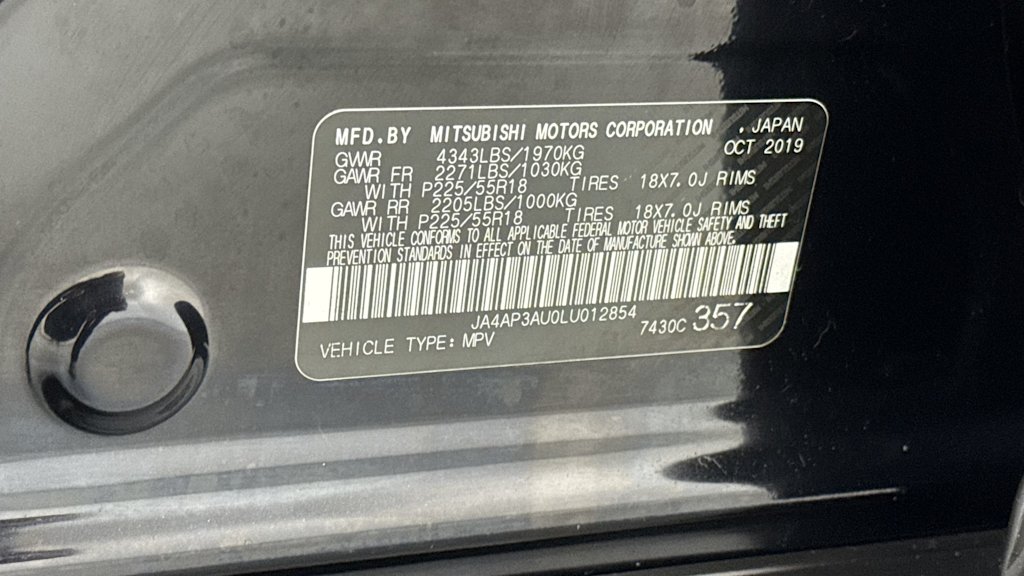 MFD.BY MITSUBISHI MOTORS CORPORATION . JAPAN
OCT 2019
GVWR 4343LBS/1970KG
GAWR FR 2271LBS/1030KG
WITH P225/55R18 TIRES 18X7.0J RIMS
GAWR RR 2205LBS/1000KG
WITH P225/55R18 TIRES 18X7.0J RIMS
THIS VEHICLE CONFORMS TO ALL APPLICABLE FEDERAL MOTOR VEHICLE SAFETY AND THEFT
PREVENTION STANDARDS IN EFFECT ON THE DATE OF MANUFACTURE SHOWN ABOVE.
JA4AP3AU0LU012854
7430C 357
VEHICLE TYPE: MPV